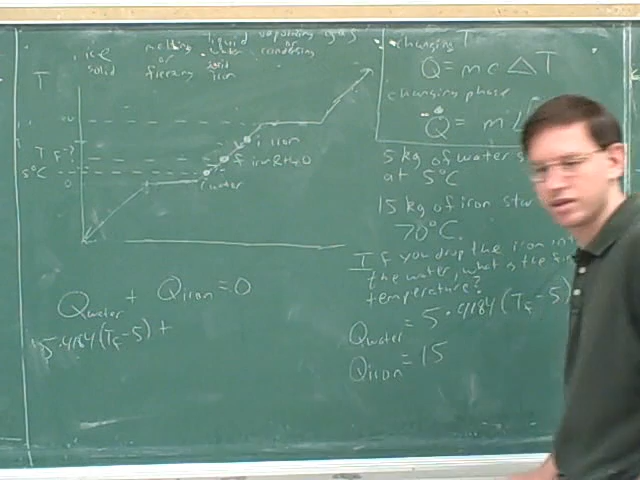 liquid vaporizing gas
ice melting or condensing
solid or solid
freezing iron
T
i iron
T F-?
f iron & H2O
5°C
0
i water
Qwater + Qiron = 0
5·4184(TF-5) +
changing T
Q = mcΔT
changing phase
Q = mL
5 kg of water s
at 5°C
15 kg of iron sta
70°C.
If you drop the iron in
the water, what is the fin
temperature?
Qwater = 5·4184(TF-5)
Qiron = 15